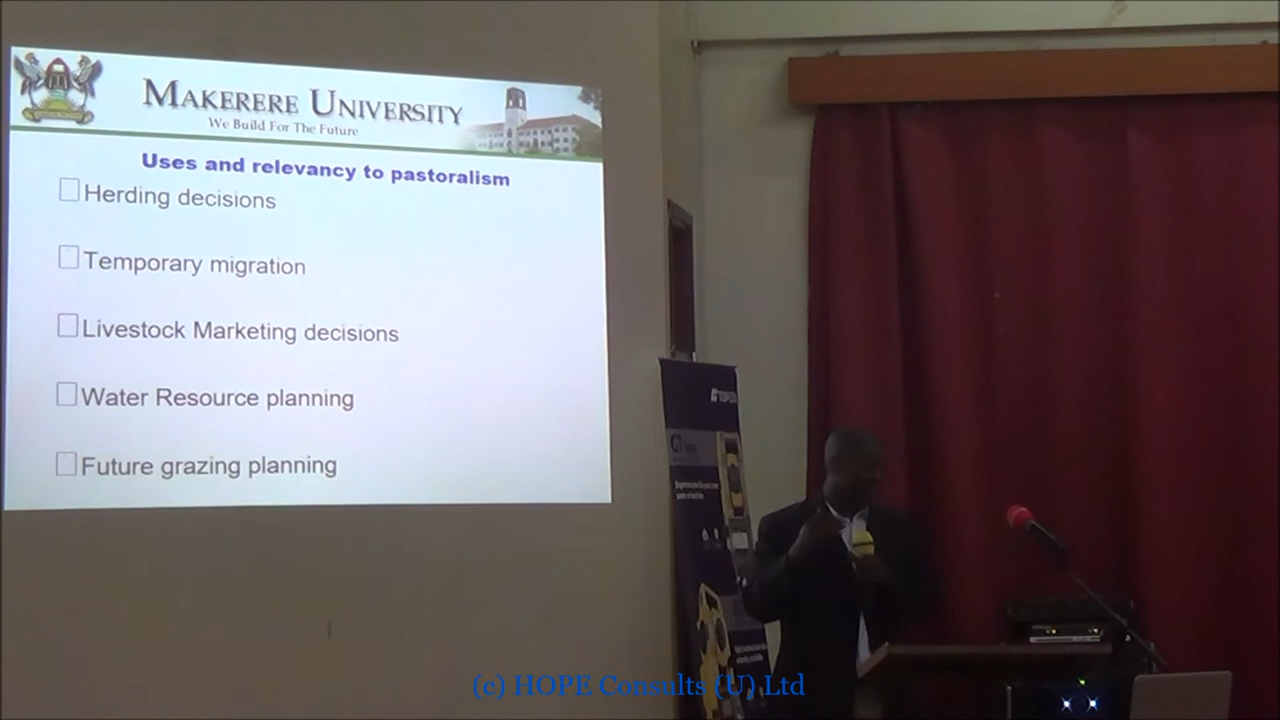 MAKERERE UNIVERSITY
We Build For The Future
Uses and relevancy to pastoralism
Herding decisions
Temporary migration
Livestock Marketing decisions
Water Resource planning
Future grazing planning
(c) HOPE Consults (U) Ltd